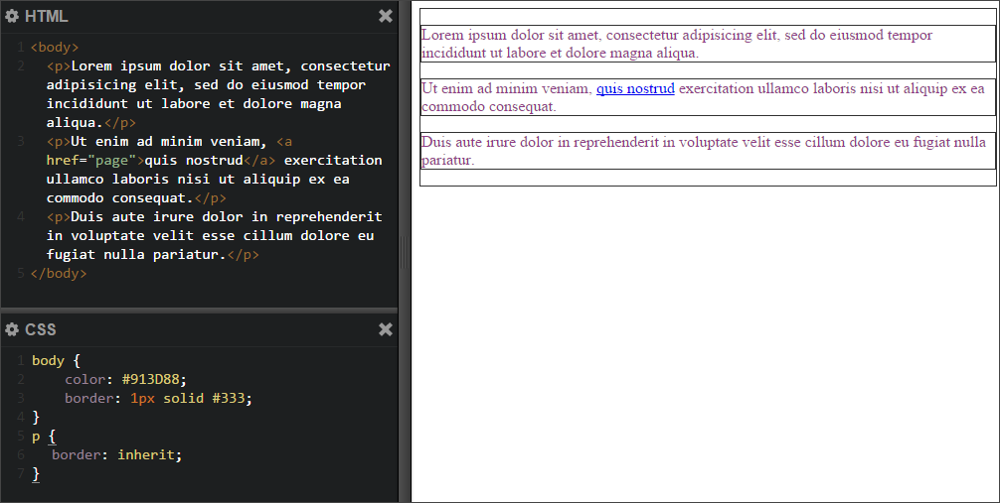 HTML
1 <body>
2 <p>Lorem ipsum dolor sit amet, consectetur
adipisicing elit, sed do eiusmod tempor
incididunt ut labore et dolore magna
aliqua.</p>
3 <p>Ut enim ad minim veniam, <a
href="page">quis nostrud</a> exercitation
ullamco laboris nisi ut aliquip ex ea
commodo consequat.</p>
4 <p>Duis aute irure dolor in reprehenderit
in voluptate velit esse cillum dolore eu
fugiat nulla pariatur.</p>
5 </body>
CSS
1 body {
2 color: #913D88;
3 border: 1px solid #333;
4 }
5 p {
6 border: inherit;
7 }
Lorem ipsum dolor sit amet, consectetur adipisicing elit, sed do eiusmod tempor
incididunt ut labore et dolore magna aliqua.
Ut enim ad minim veniam, quis nostrud exercitation ullamco laboris nisi ut aliquip ex ea
commodo consequat.
Duis aute irure dolor in reprehenderit in voluptate velit esse cillum dolore eu fugiat nulla
pariatur.